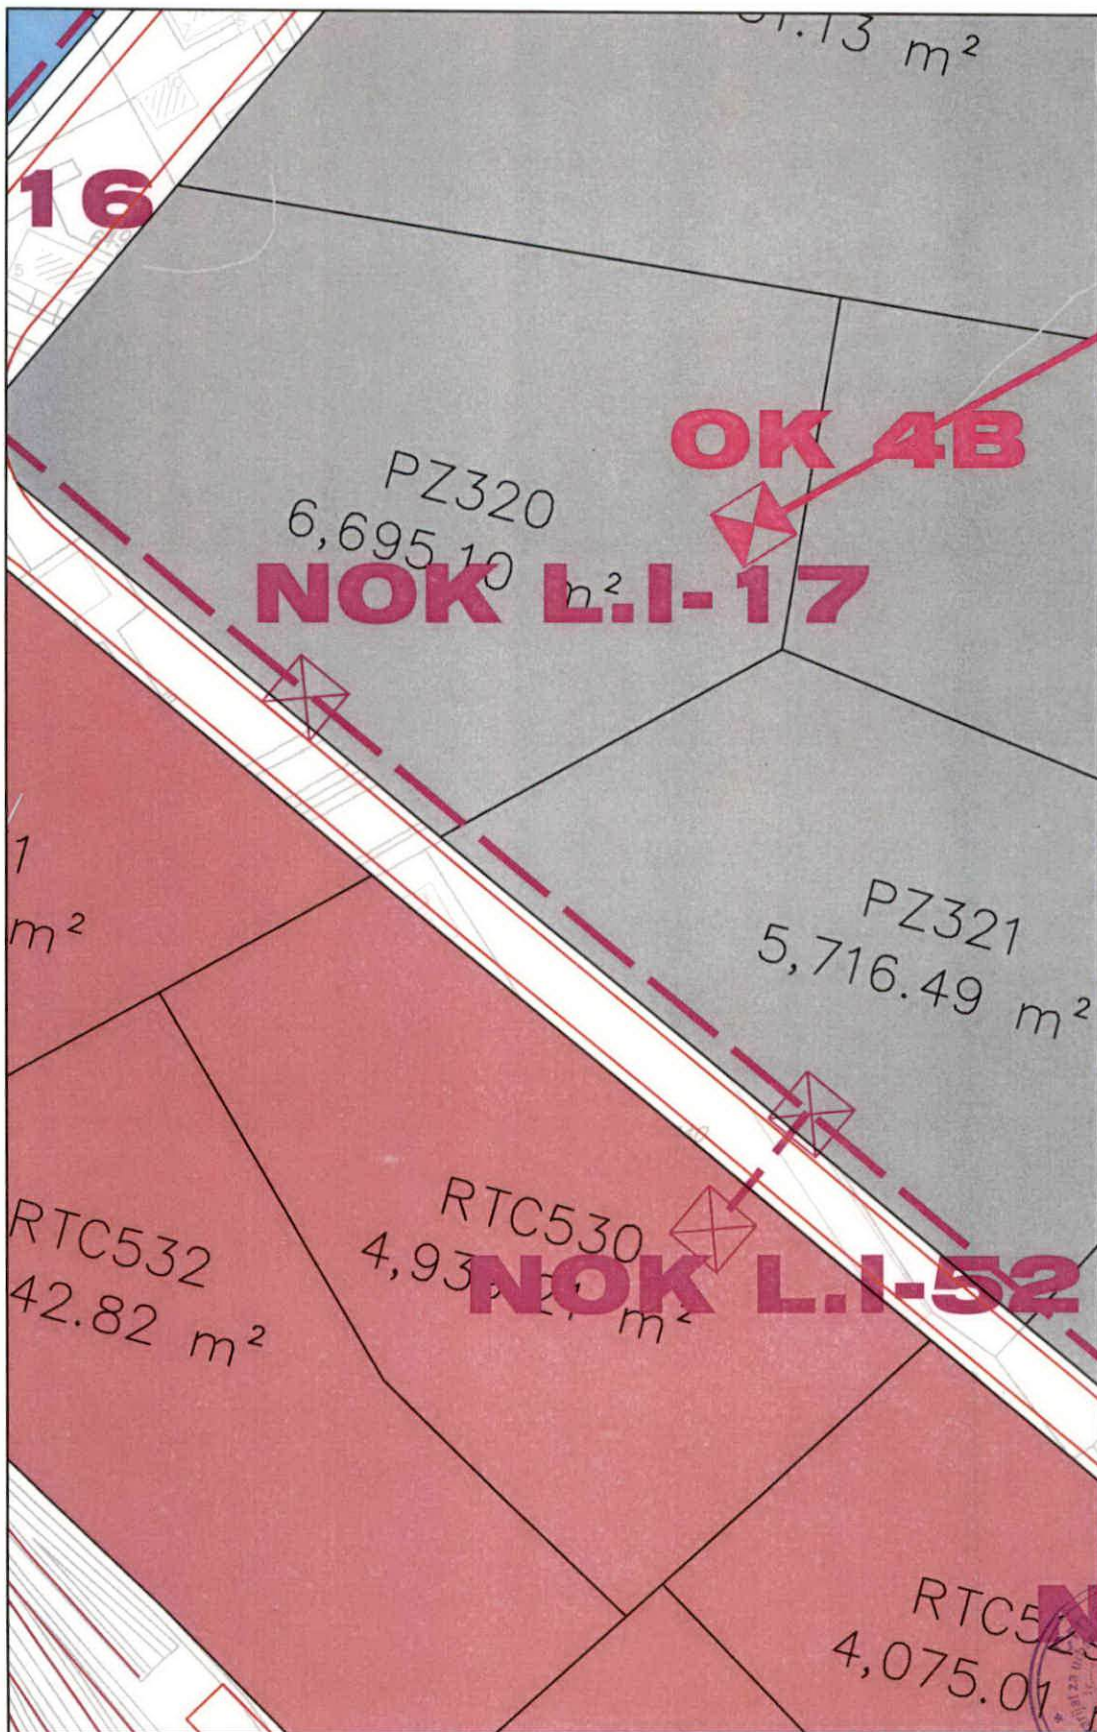 m²
16
OK 4B
PZ320
6,695.10 m²
NOK L.I-17
1
m²
PZ321
5,716.49 m²
RTC530
m²
NOK L.I-52
RTC532
42.82 m²
4,075.01